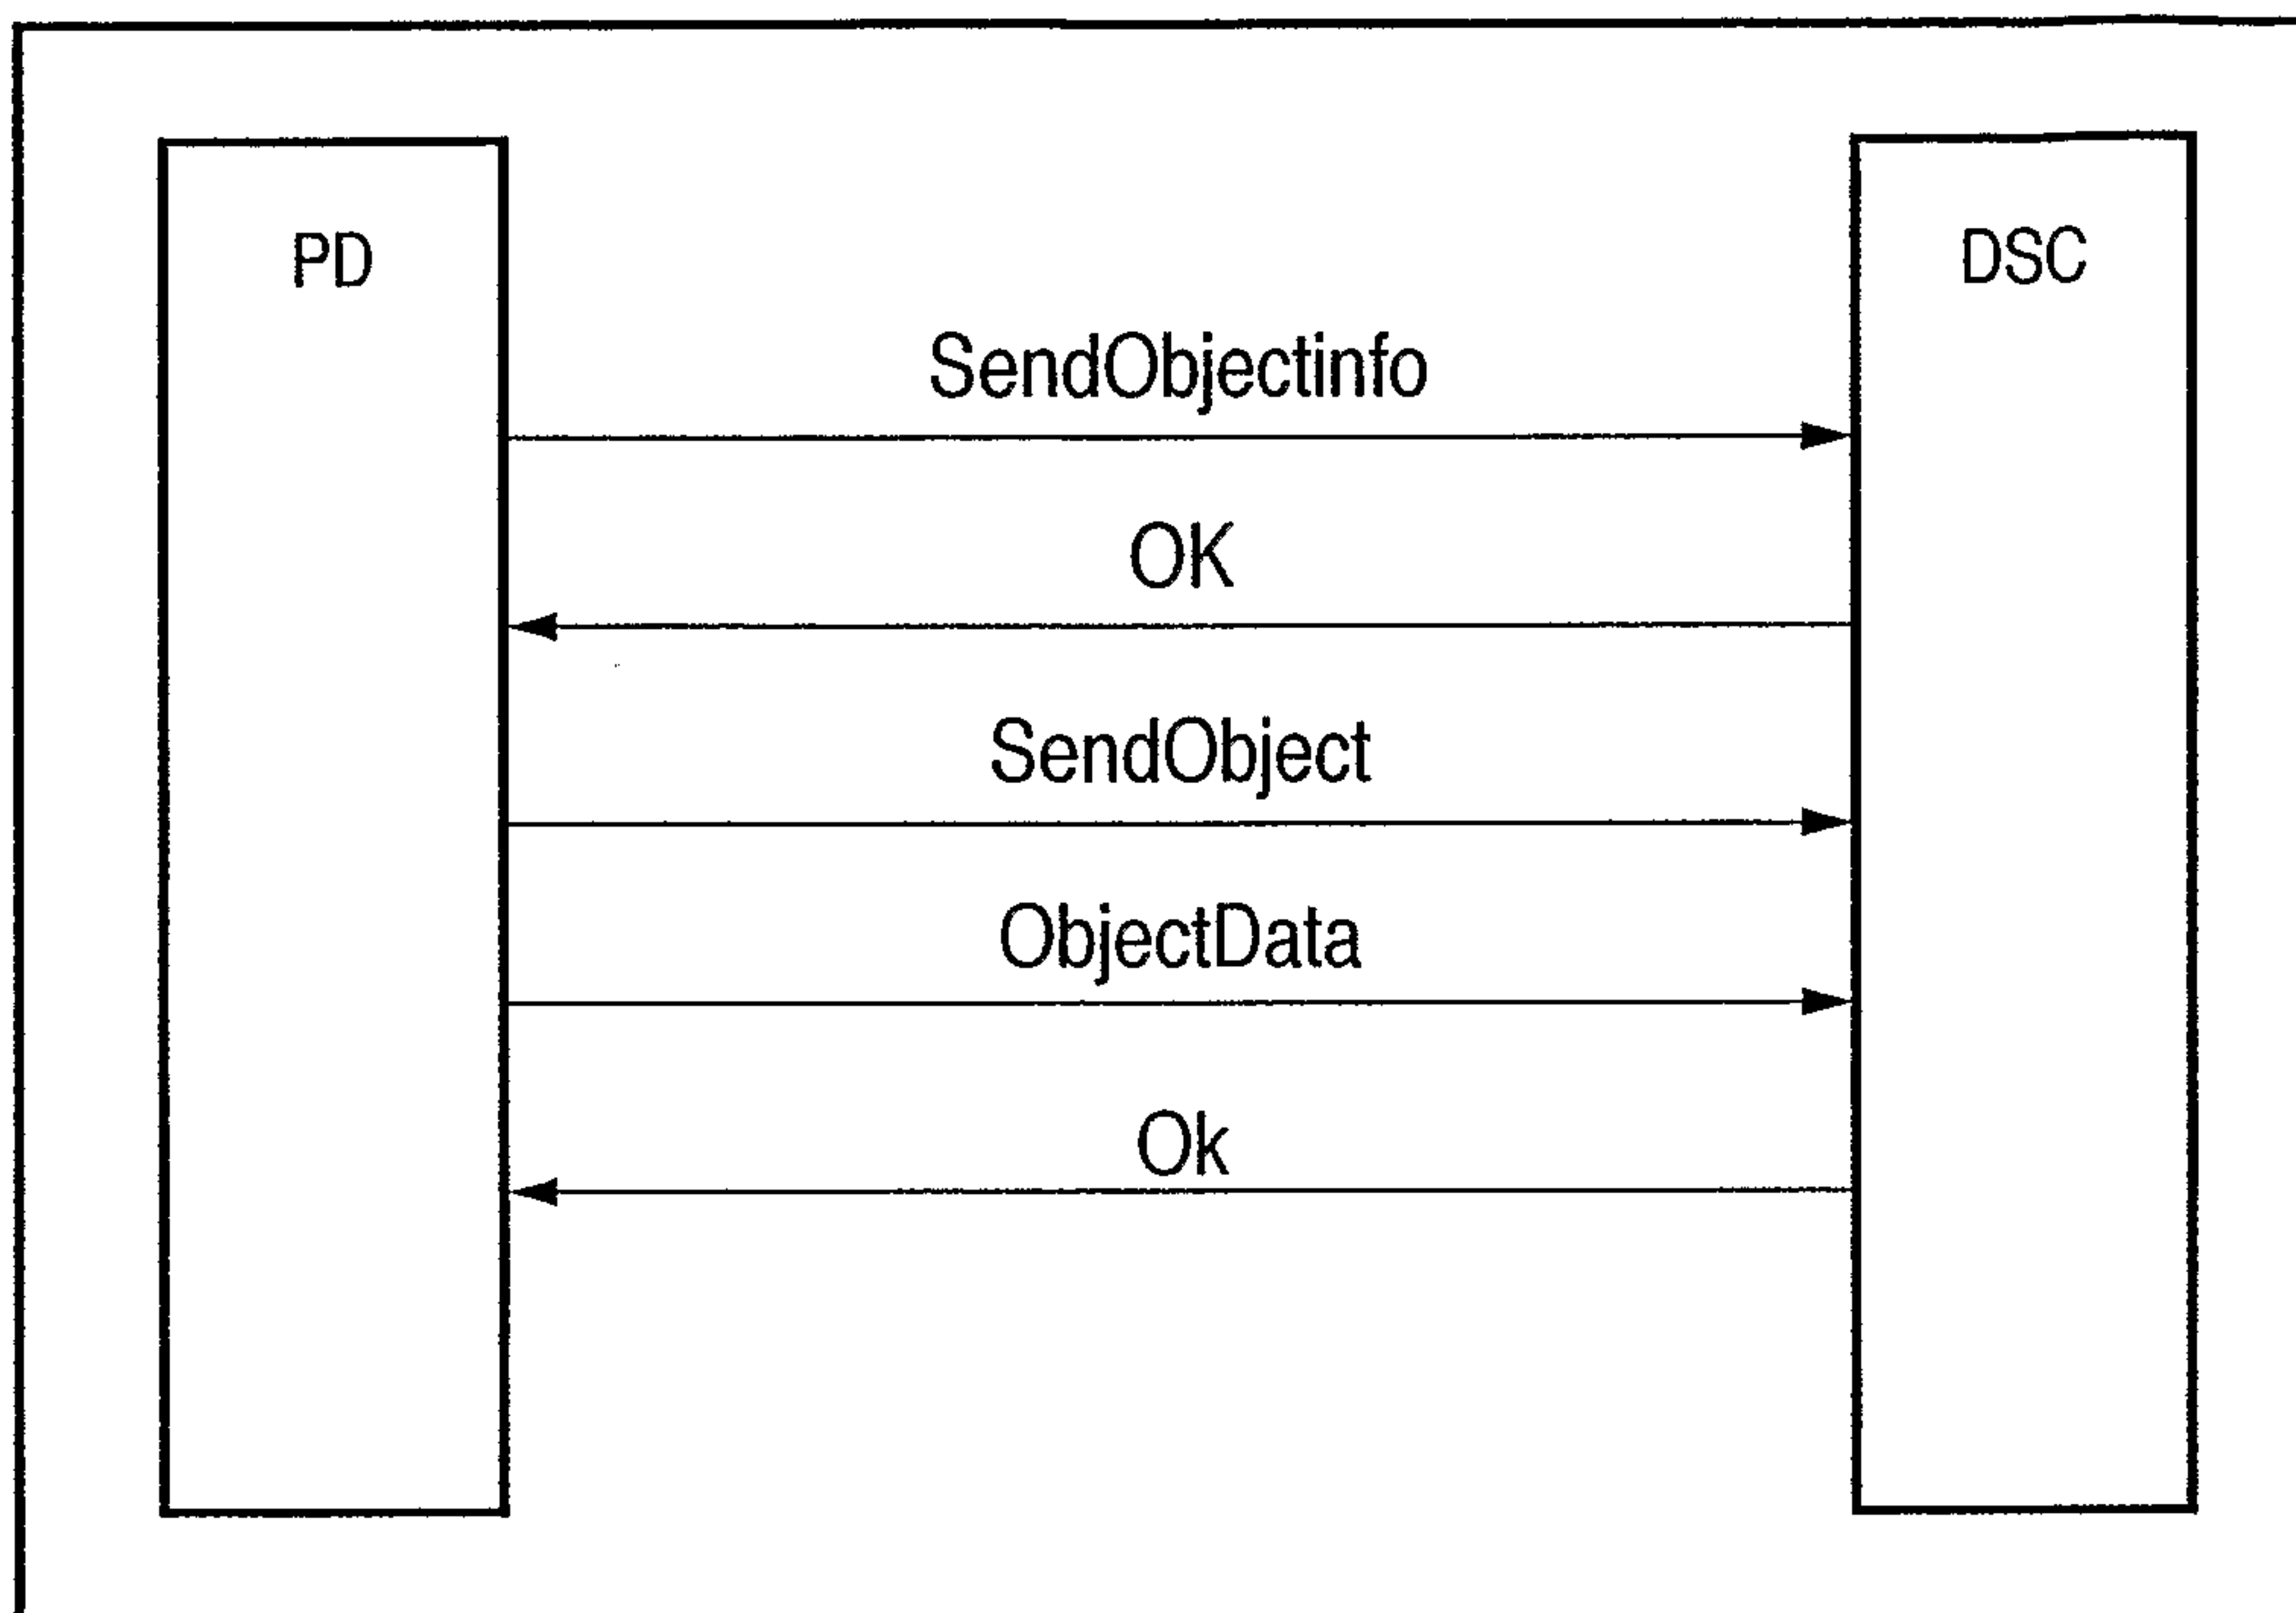 PD
DSC
SendObjectinfo
OK
SendObject
ObjectData
Ok